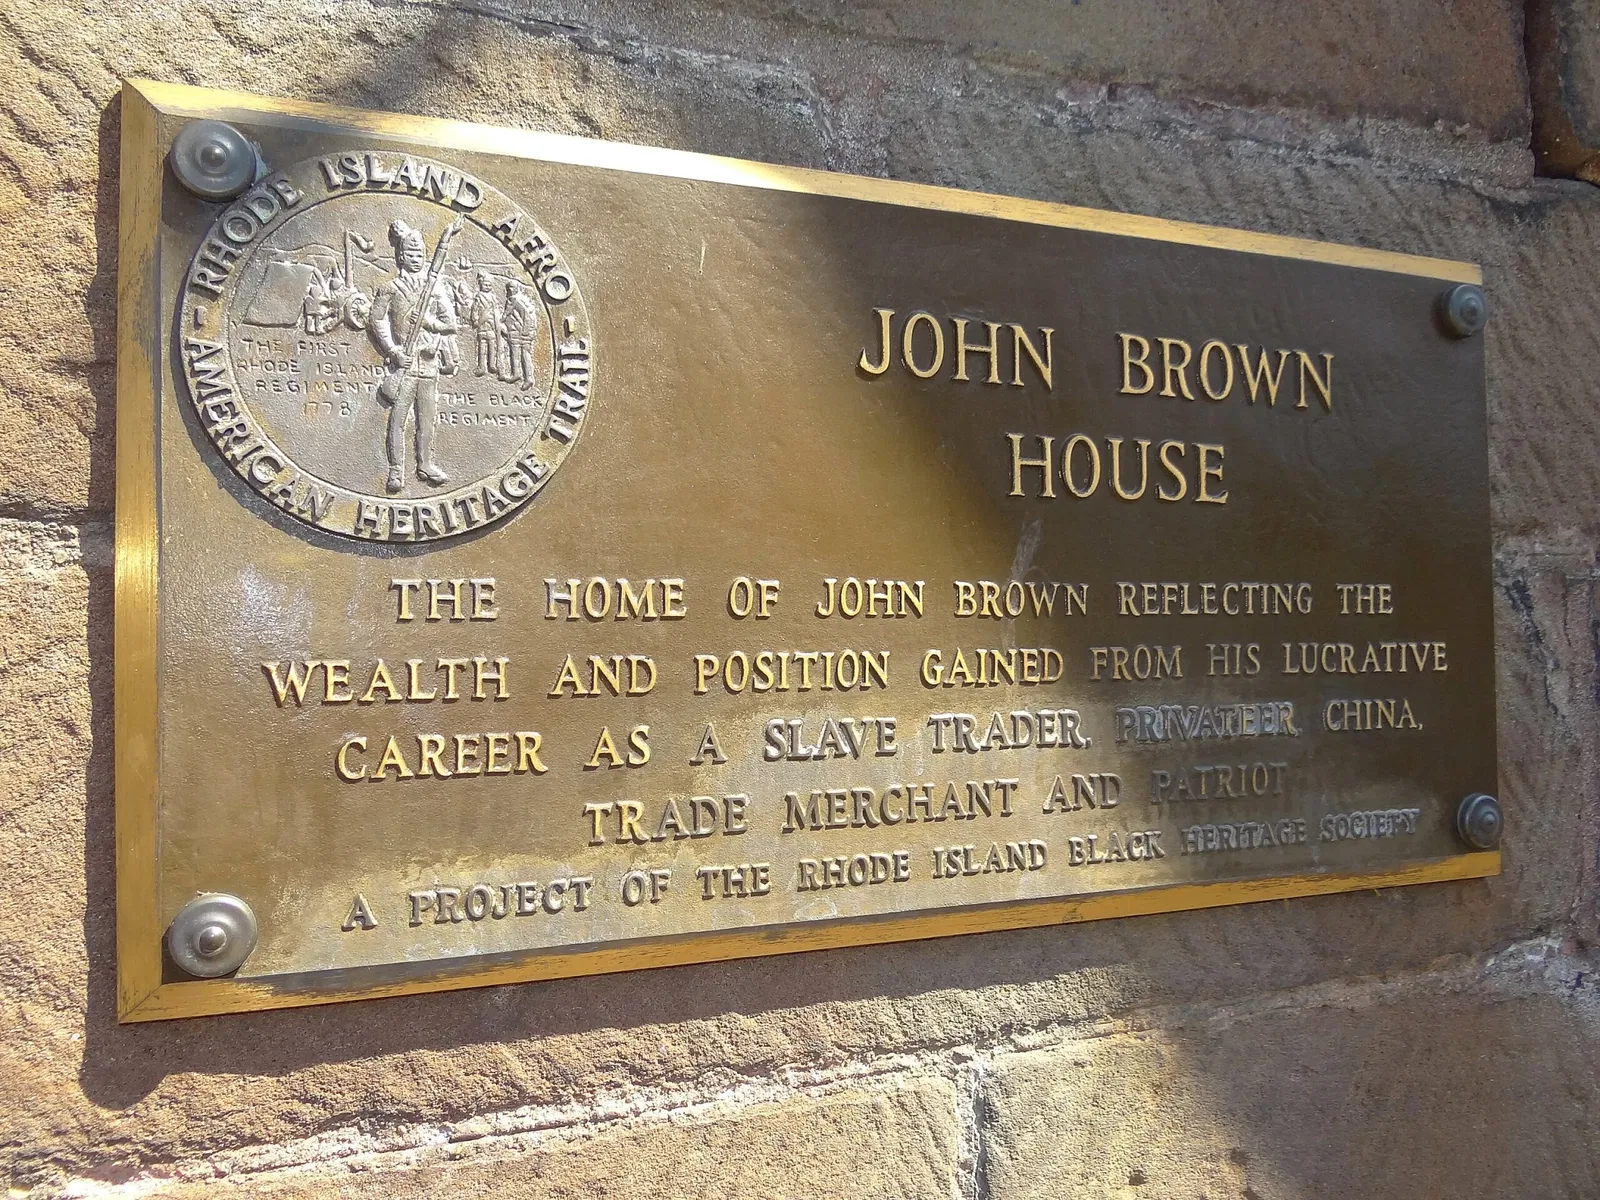 - RHODE ISLAND AFRO -
AMERICAN HERITAGE TRAIL
THE FIRST
RHODE ISLAND
REGIMENT
1778
THE BLACK
REGIMENT
JOHN BROWN
HOUSE
THE HOME OF JOHN BROWN REFLECTING THE
WEALTH AND POSITION GAINED FROM HIS LUCRATIVE
CAREER AS A SLAVE TRADER, PRIVATEER, CHINA,
TRADE MERCHANT AND PATRIOT
A PROJECT OF THE RHODE ISLAND BLACK HERITAGE SOCIETY